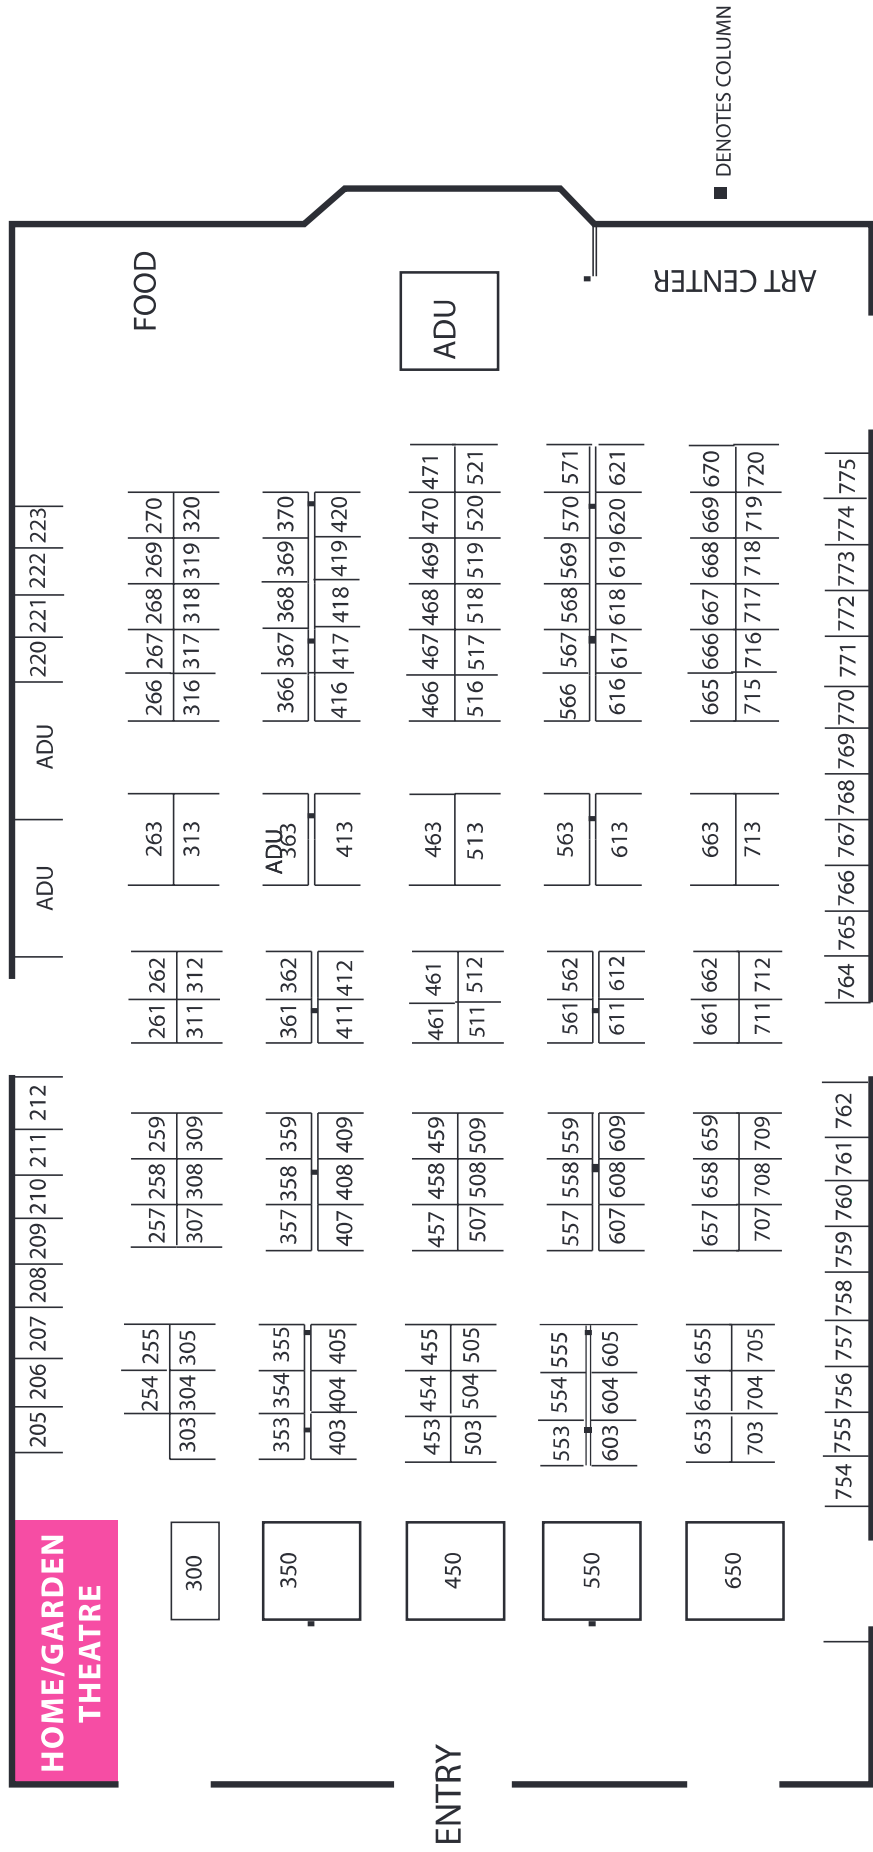 DENOTES COLUMN
FOOD
ADU
ART CENTER
471 521 571 621 670 720 775
223 270 320 370 420 470 520 570 620 669 719 774
222 269 319 369 419 469 519 569 619 668 718 773
221 268 318 368 418 468 518 568 618 667 717 772
220 267 317 367 417 467 517 567 617 666 716 771
266 316 366 416 466 516 566 616 665 715 770
ADU
769
768
263 313 ADU 363 413 463 513 563 613 663 713 767
ADU
766
765
262 312 362 412 461 512 562 612 662 712 764
261 311 361 411 461 511 561 611 661 711
212 762
211 259 309 359 409 459 509 559 609 659 709 761
210 258 308 358 408 458 508 558 608 658 708 760
209 257 307 357 407 457 507 557 607 657 707 759
208 758
207 255 305 355 405 455 505 555 605 655 705 757
206 254 304 354 404 454 504 554 604 654 704 756
205 303 353 403 453 503 553 603 653 703 755
754
300 350 450 550 650
HOME/GARDEN
THEATRE
ENTRY